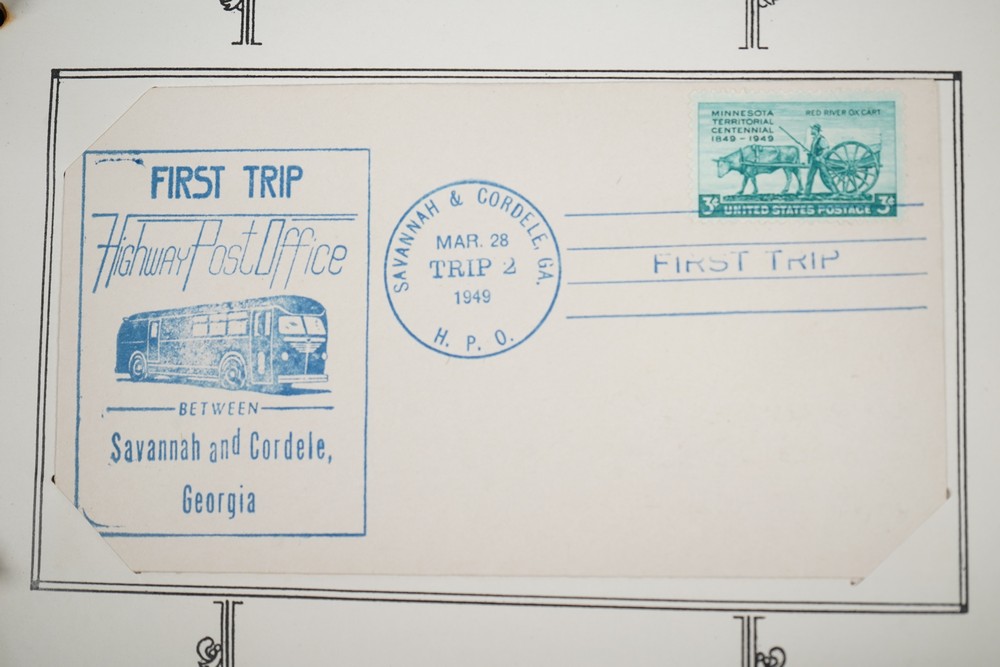 FIRST TRIP
Highway Post Office
BETWEEN
Savannah and Cordele,
Georgia
SAVANNAH & CORDELE, GA.
MAR. 28
TRIP 2
1949
H. P. O.
MINNESOTA
TERRITORIAL
CENTENNIAL
1849 - 1949
RED RIVER OX CART
3¢ UNITED STATES POSTAGE 3¢
FIRST TRIP